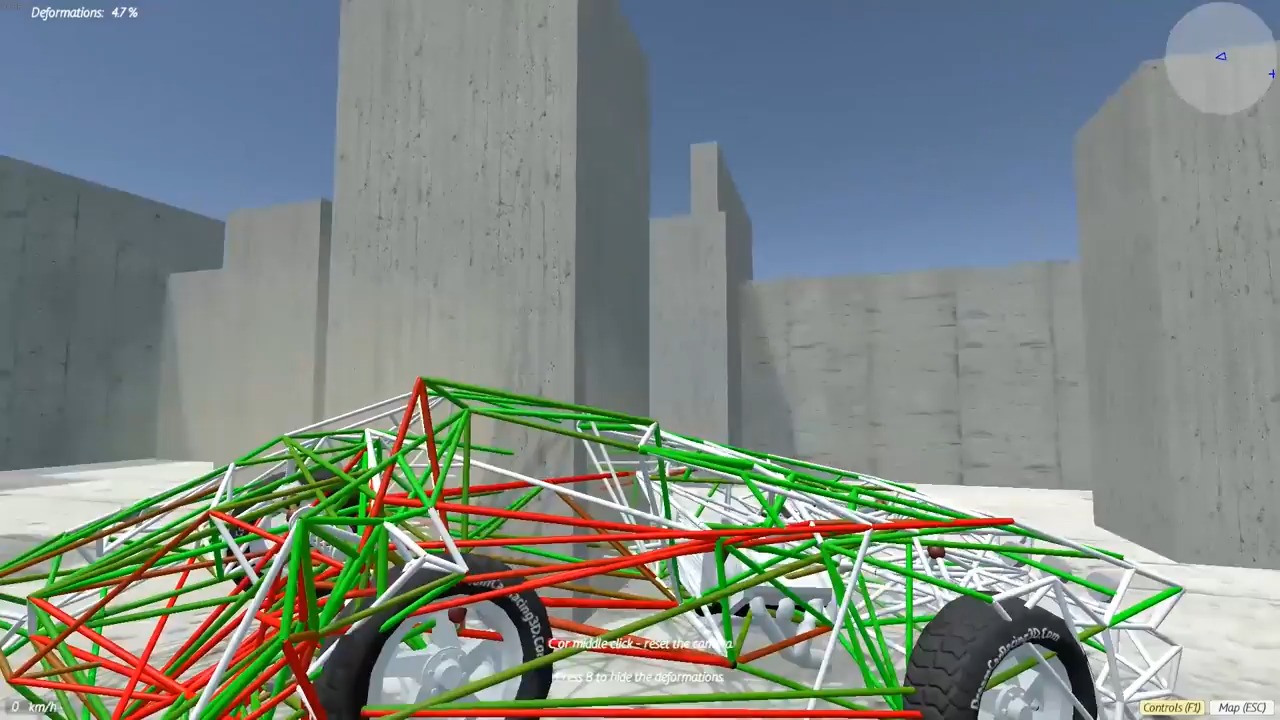 Deformations: 4.7 %
C or middle click - reset the camera.
Press B to hide the deformations.
0 km/h
Controls (F1)
Map (ESC)